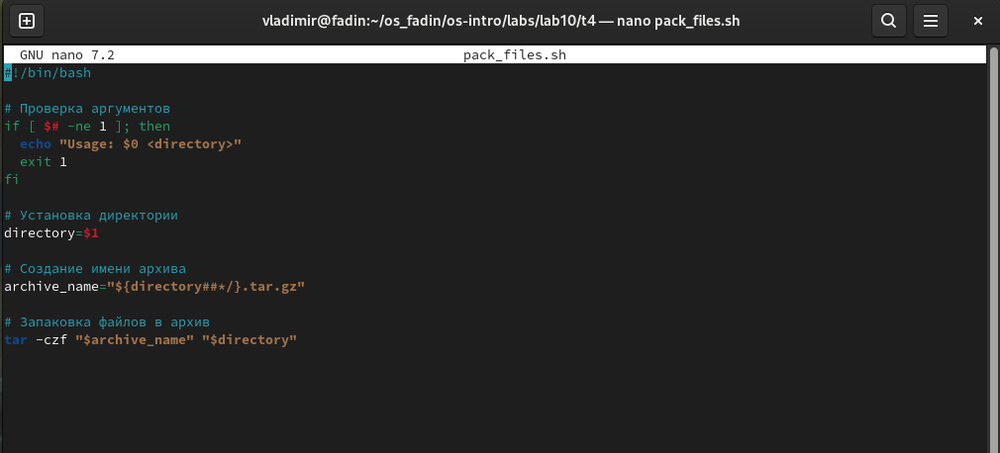 vladimir@fadin:~/os_fadin/os-intro/labs/lab10/t4 — nano pack_files.sh
GNU nano 7.2 pack_files.sh
#!/bin/bash
# Проверка аргументов
if [ $# -ne 1 ]; then
  echo "Usage: $0 <directory>"
  exit 1
fi
# Установка директории
directory=$1
# Создание имени архива
archive_name="${directory##*/}.tar.gz"
# Запаковка файлов в архив
tar -czf "$archive_name" "$directory"